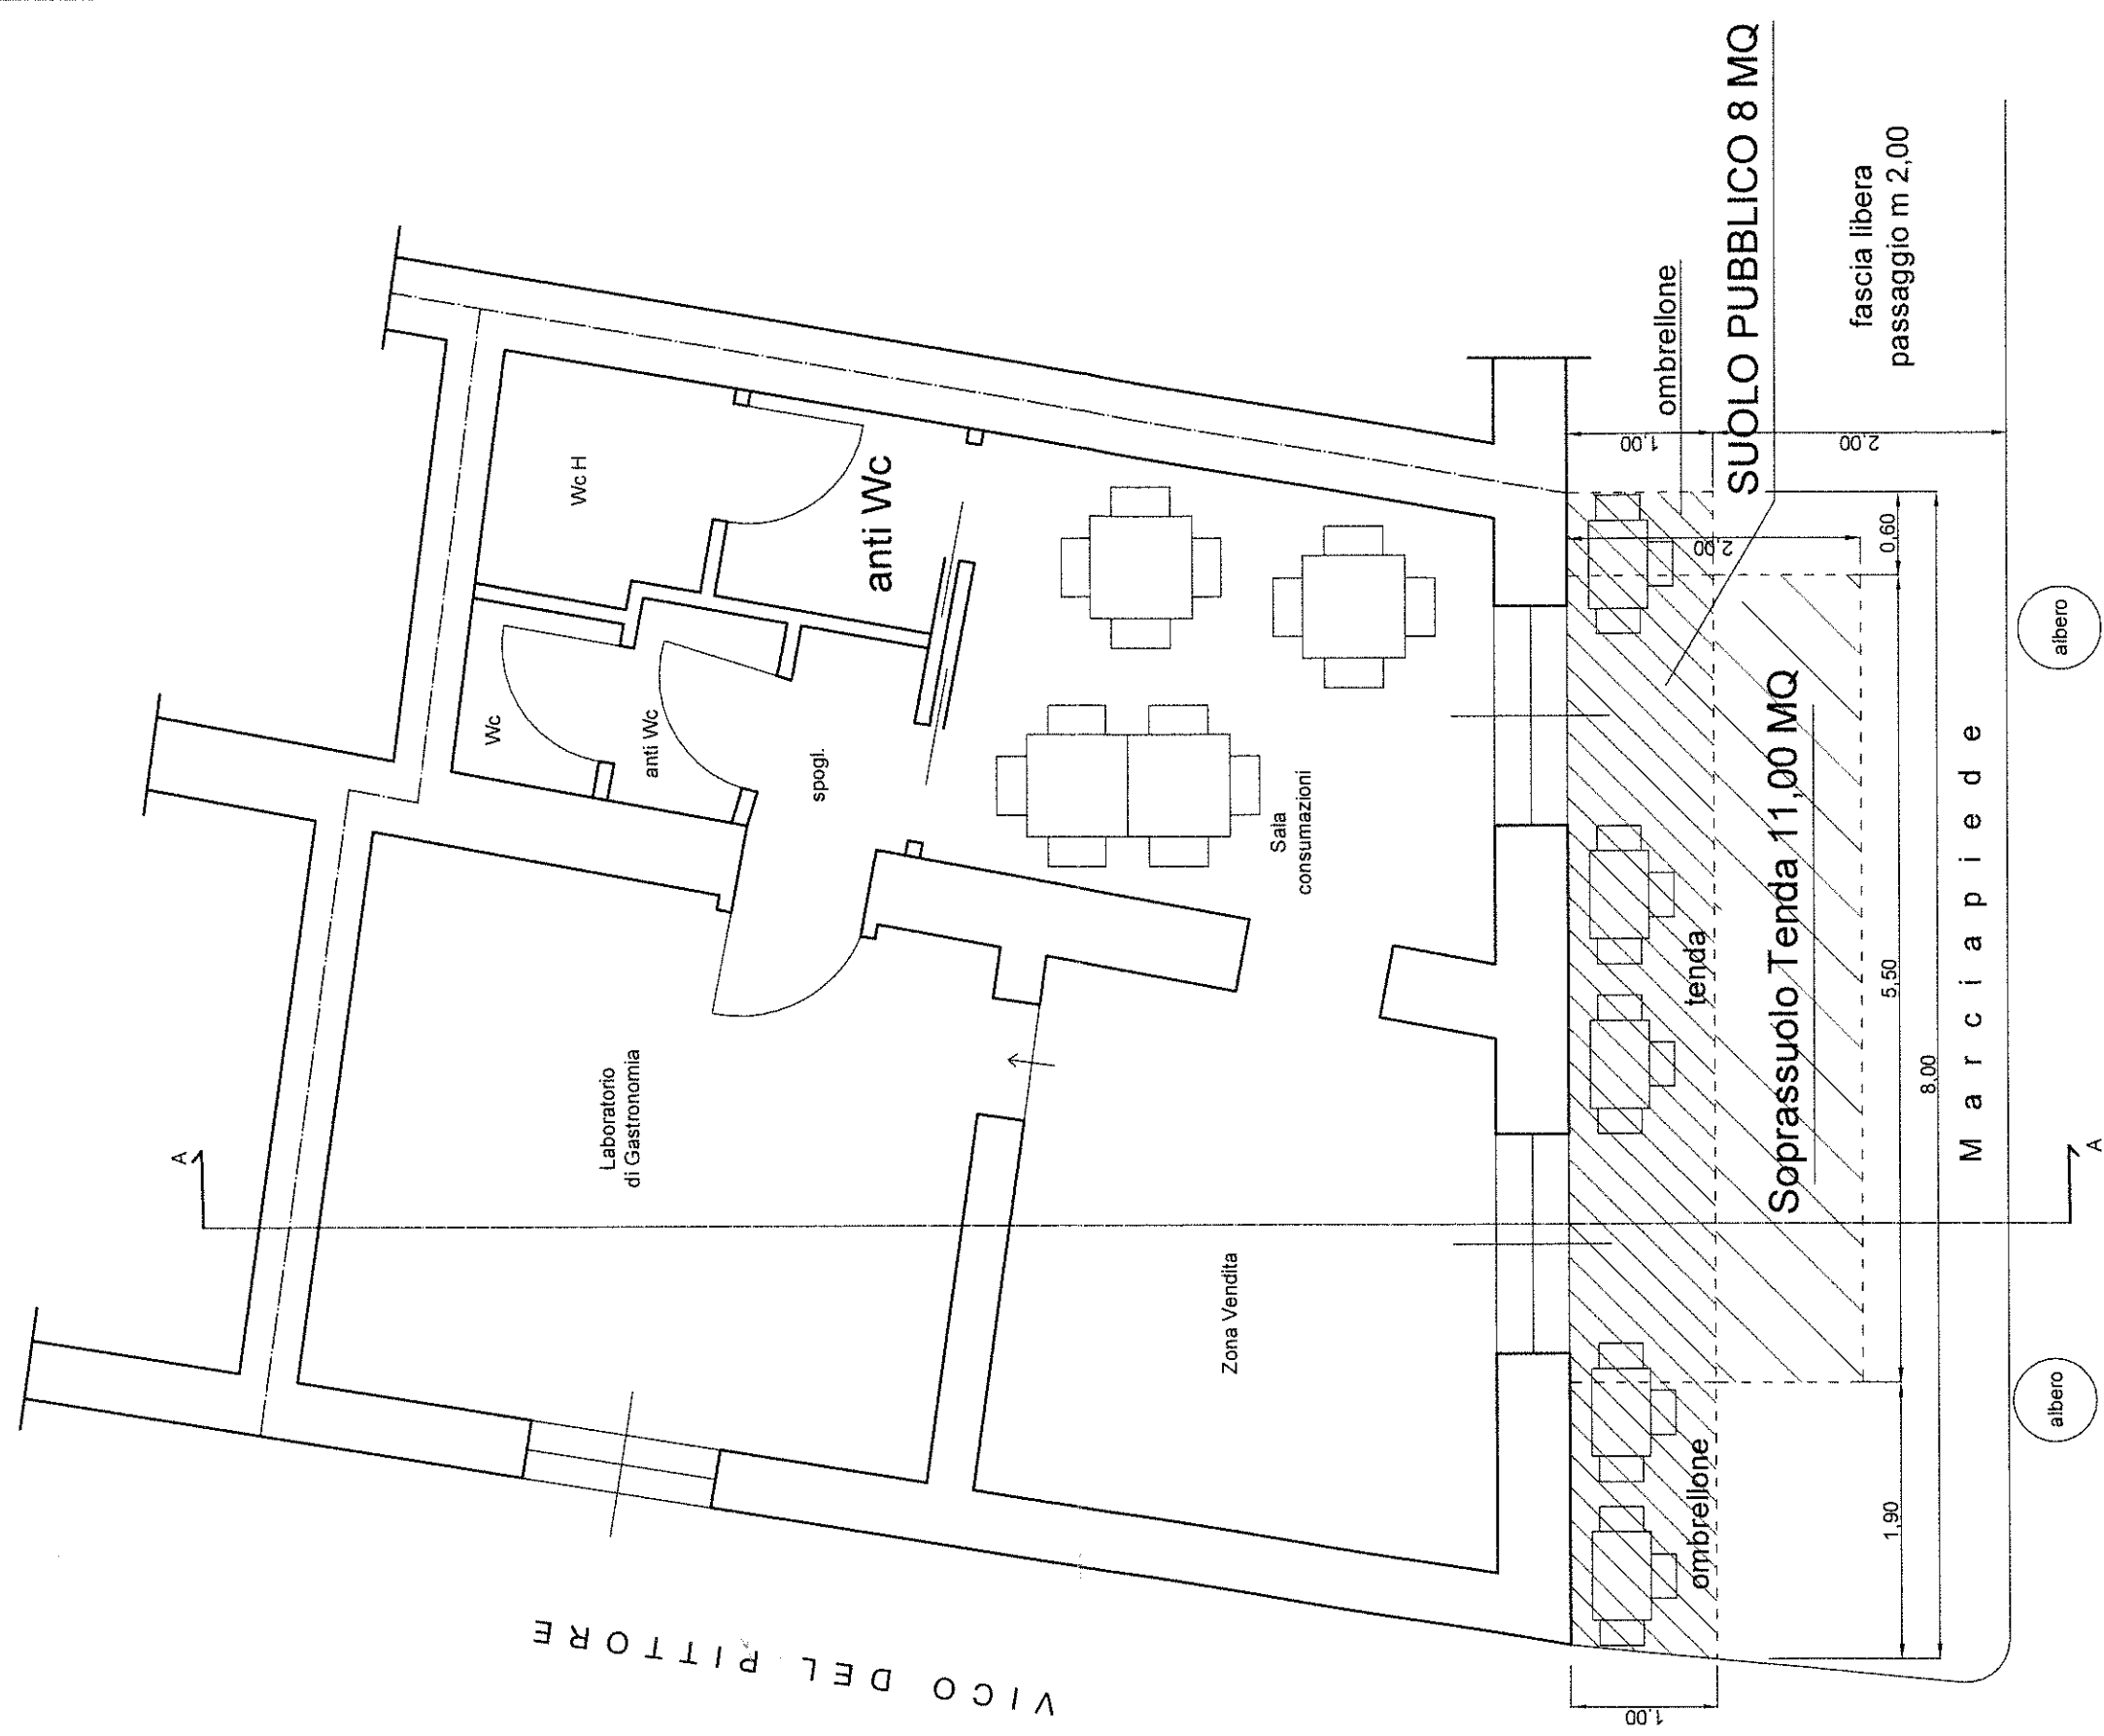 Wc H
anti Wc
Wc
anti Wc
spogl.
Sala
consumazioni
Laboratorio
di Gastronomia
Zona Vendita
A
A
VICO DEL PITTORE
SUOLO PUBBLICO 8 MQ
ombrellone
fascia libera
passaggio m 2,00
1,00
2,00
2,00
0,60
tenda
Soprassuolo Tenda 11,00 MQ
5,50
8,00
Marciapiede
ombrellone
1,90
1,00
albero
albero